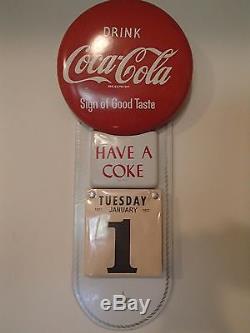 DRINK
Coca-Cola
Sign of Good Taste
HAVE A
COKE
TUESDAY
JANUARY
1